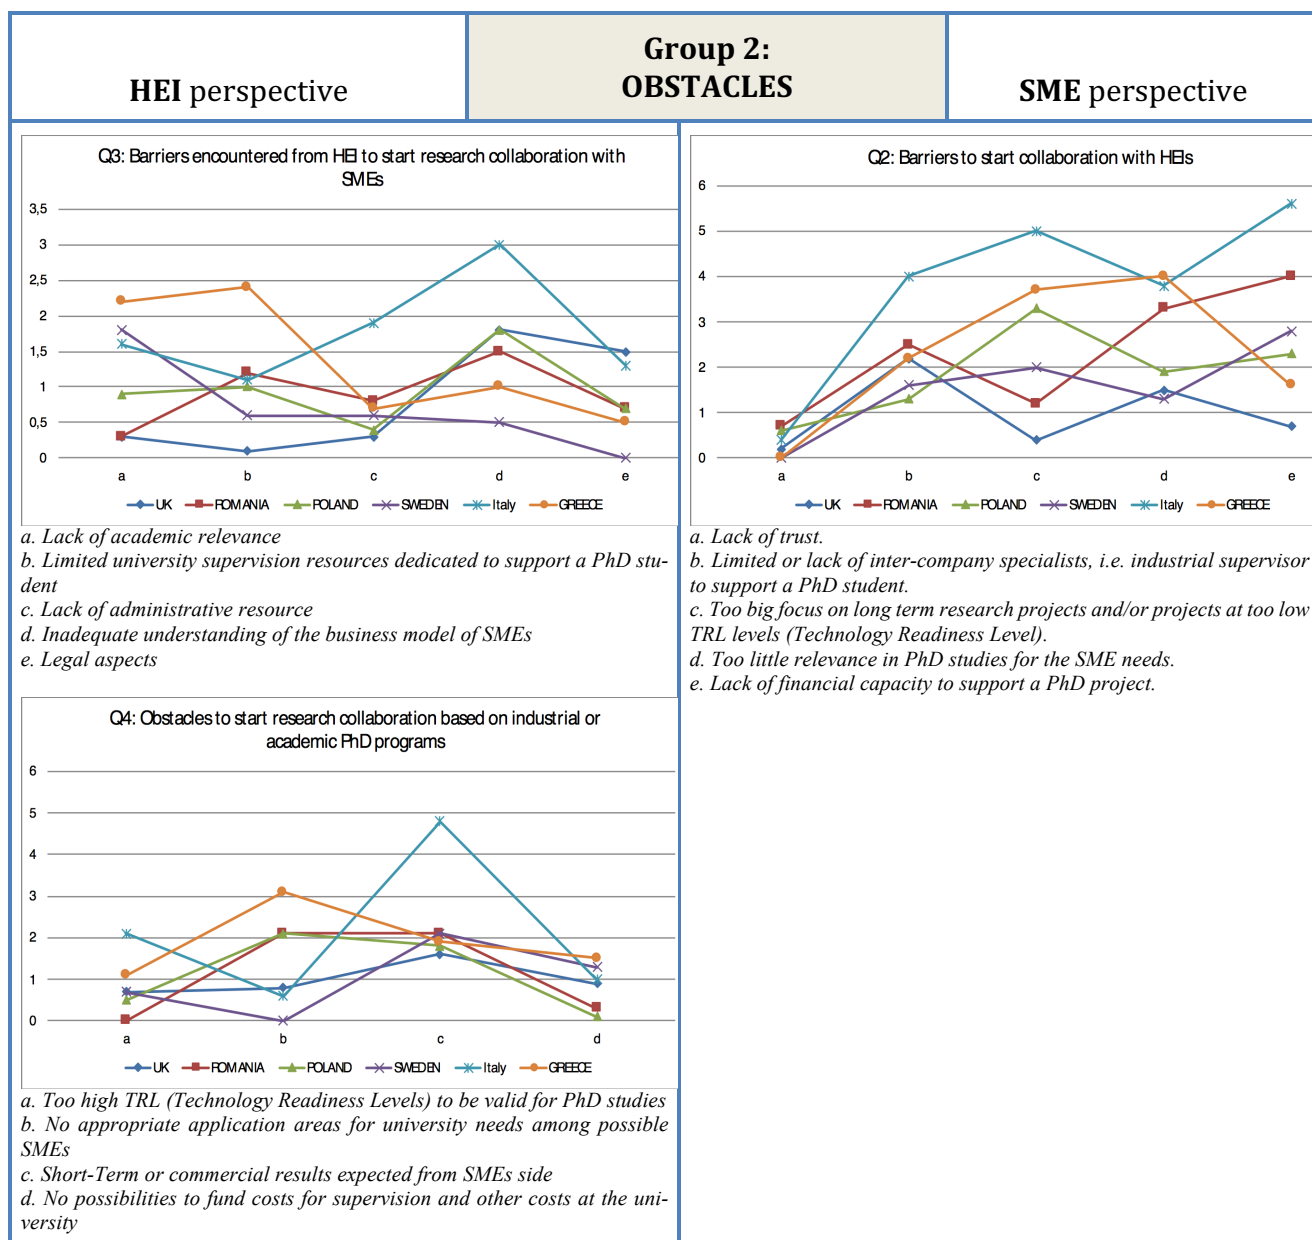 HEI perspective
Group 2:
OBSTACLES
SME perspective
Q3: Barriers encountered from HEI to start research collaboration with
SMEs
3,5
3
2,5
2
1,5
1
0,5
0
a b c d e
UK ROMANIA POLAND SWEDEN Italy GREECE
a. Lack of academic relevance
b. Limited university supervision resources dedicated to support a PhD stu-
dent
c. Lack of administrative resource
d. Inadequate understanding of the business model of SMEs
e. Legal aspects
Q4: Obstacles to start research collaboration based on industrial or
academic PhD programs
6
5
4
3
2
1
0
a b c d
UK ROMANIA POLAND SWEDEN Italy GREECE
a. Too high TRL (Technology Readiness Levels) to be valid for PhD studies
b. No appropriate application areas for university needs among possible
SMEs
c. Short-Term or commercial results expected from SMEs side
d. No possibilities to fund costs for supervision and other costs at the uni-
versity
Q2: Barriers to start collaboration with HEIs
6
5
4
3
2
1
0
a b c d e
UK ROMANIA POLAND SWEDEN Italy GREECE
a. Lack of trust.
b. Limited or lack of inter-company specialists, i.e. industrial supervisor
to support a PhD student.
c. Too big focus on long term research projects and/or projects at too low
TRL levels (Technology Readiness Level).
d. Too little relevance in PhD studies for the SME needs.
e. Lack of financial capacity to support a PhD project.